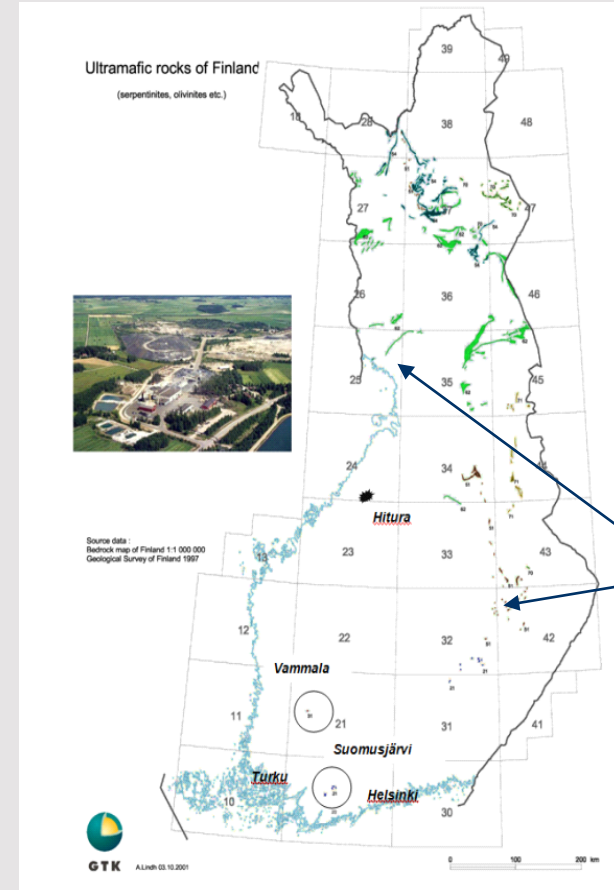 Ultramafic rocks of Finland
(serpentinites, olivinites etc.)
39
49
18
28
38
48
27
37
47
26
36
46
25
35
45
24
34
44
Hitura
Source data :
Bedrock map of Finland 1:1 000 000
Geological Survey of Finland 1997
13
23
33
43
12
22
32
42
Vammala
11
21
31
41
Suomusjärvi
Turku
Helsinki
10
30
GTK
A.Lindh 03.10.2001
0 100 200 km